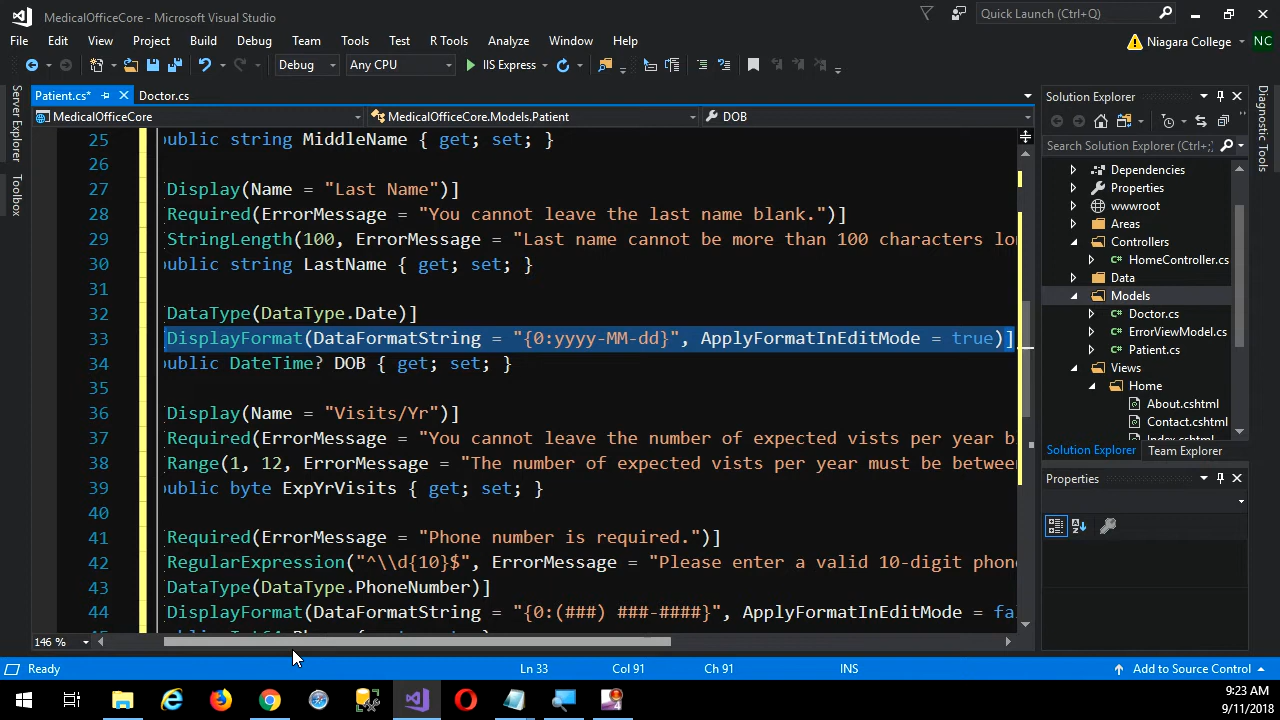 MedicalOfficeCore - Microsoft Visual Studio
Quick Launch (Ctrl+Q)
File Edit View Project Build Debug Team Tools Test R Tools Analyze Window Help
Niagara College NC
Debug Any CPU IIS Express
Server Explorer
Toolbox
Patient.cs* Doctor.cs
MedicalOfficeCore MedicalOfficeCore.Models.Patient DOB
25 public string MiddleName { get; set; }
26
27 [Display(Name = "Last Name")]
28 [Required(ErrorMessage = "You cannot leave the last name blank.")]
29 [StringLength(100, ErrorMessage = "Last name cannot be more than 100 characters lon
30 public string LastName { get; set; }
31
32 [DataType(DataType.Date)]
33 [DisplayFormat(DataFormatString = "{0:yyyy-MM-dd}", ApplyFormatInEditMode = true)]
34 public DateTime? DOB { get; set; }
35
36 [Display(Name = "Visits/Yr")]
37 [Required(ErrorMessage = "You cannot leave the number of expected vists per year b
38 [Range(1, 12, ErrorMessage = "The number of expected vists per year must be between
39 public byte ExpYrVisits { get; set; }
40
41 [Required(ErrorMessage = "Phone number is required.")]
42 [RegularExpression("^\\d{10}$", ErrorMessage = "Please enter a valid 10-digit phon
43 [DataType(DataType.PhoneNumber)]
44 [DisplayFormat(DataFormatString = "{0:(###) ###-####}", ApplyFormatInEditMode = fal
146 %
Solution Explorer
Search Solution Explorer (Ctrl+;)
Dependencies
Properties
wwwroot
Areas
Controllers
C# HomeController.cs
Data
Models
C# Doctor.cs
C# ErrorViewModel.cs
C# Patient.cs
Views
Home
About.cshtml
Contact.cshtml
Index.cshtml
Solution Explorer Team Explorer
Properties
Diagnostic Tools
Ready Ln 33 Col 91 Ch 91 INS Add to Source Control
9:23 AM
9/11/2018